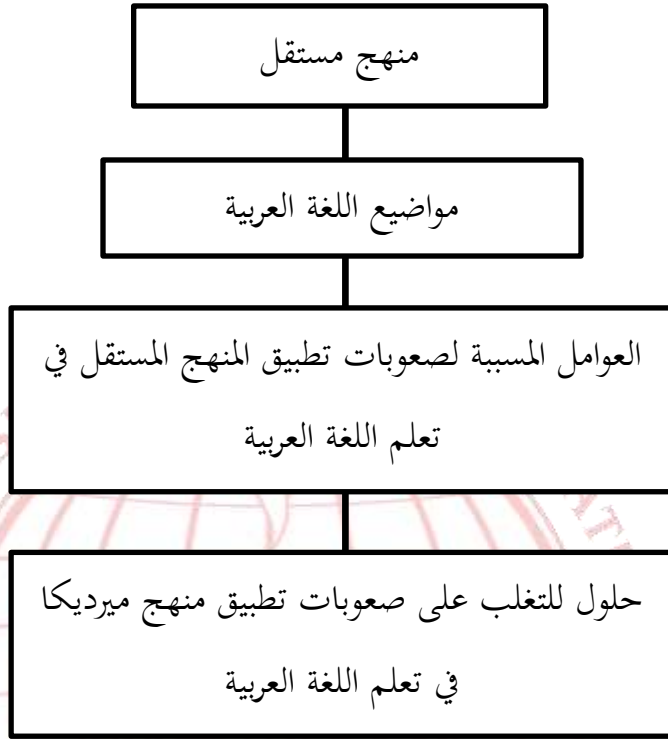 منهج مستقل
مواضيع اللغة العربية
العوامل المسببة لصعوبات تطبيق المنهج المستقل في
تعلم اللغة العربية
حلول للتغلب على صعوبات تطبيق منهج ميرديكا
في تعلم اللغة العربية